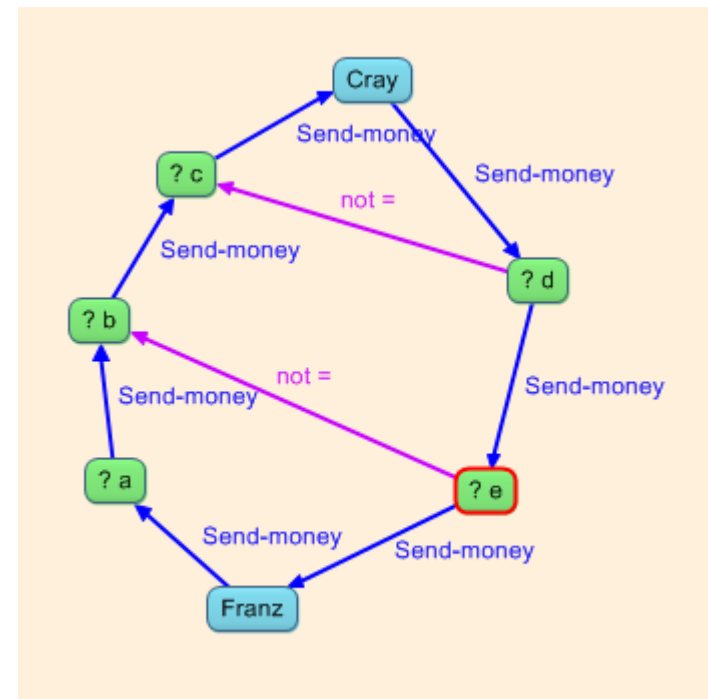 Cray
Send-money
Send-money
? c
not =
Send-money
? d
? b
not =
Send-money
Send-money
? a
? e
Send-money
Send-money
Franz